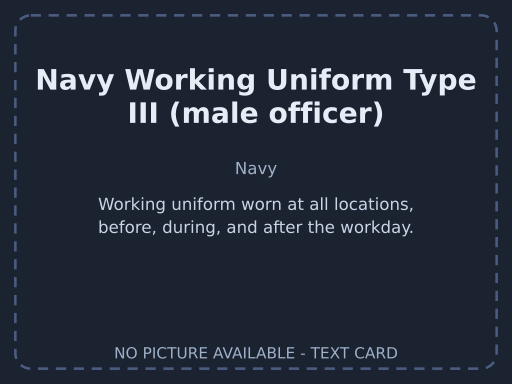 Navy Working Uniform Type
III (male officer)
Navy
Working uniform worn at all locations,
before, during, and after the workday.
NO PICTURE AVAILABLE - TEXT CARD